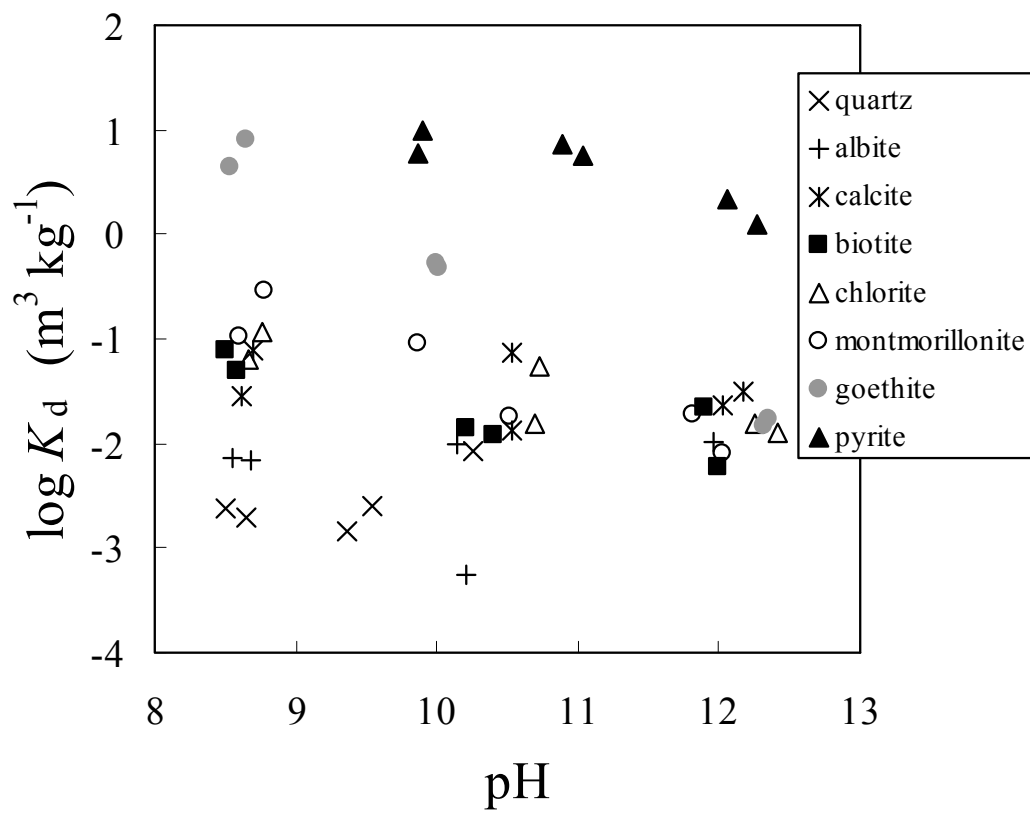 2
1
0
-1
-2
-3
-4
log K d (m3 kg-1)
8 9 10 11 12 13
pH
quartz
albite
calcite
biotite
chlorite
montmorillonite
goethite
pyrite